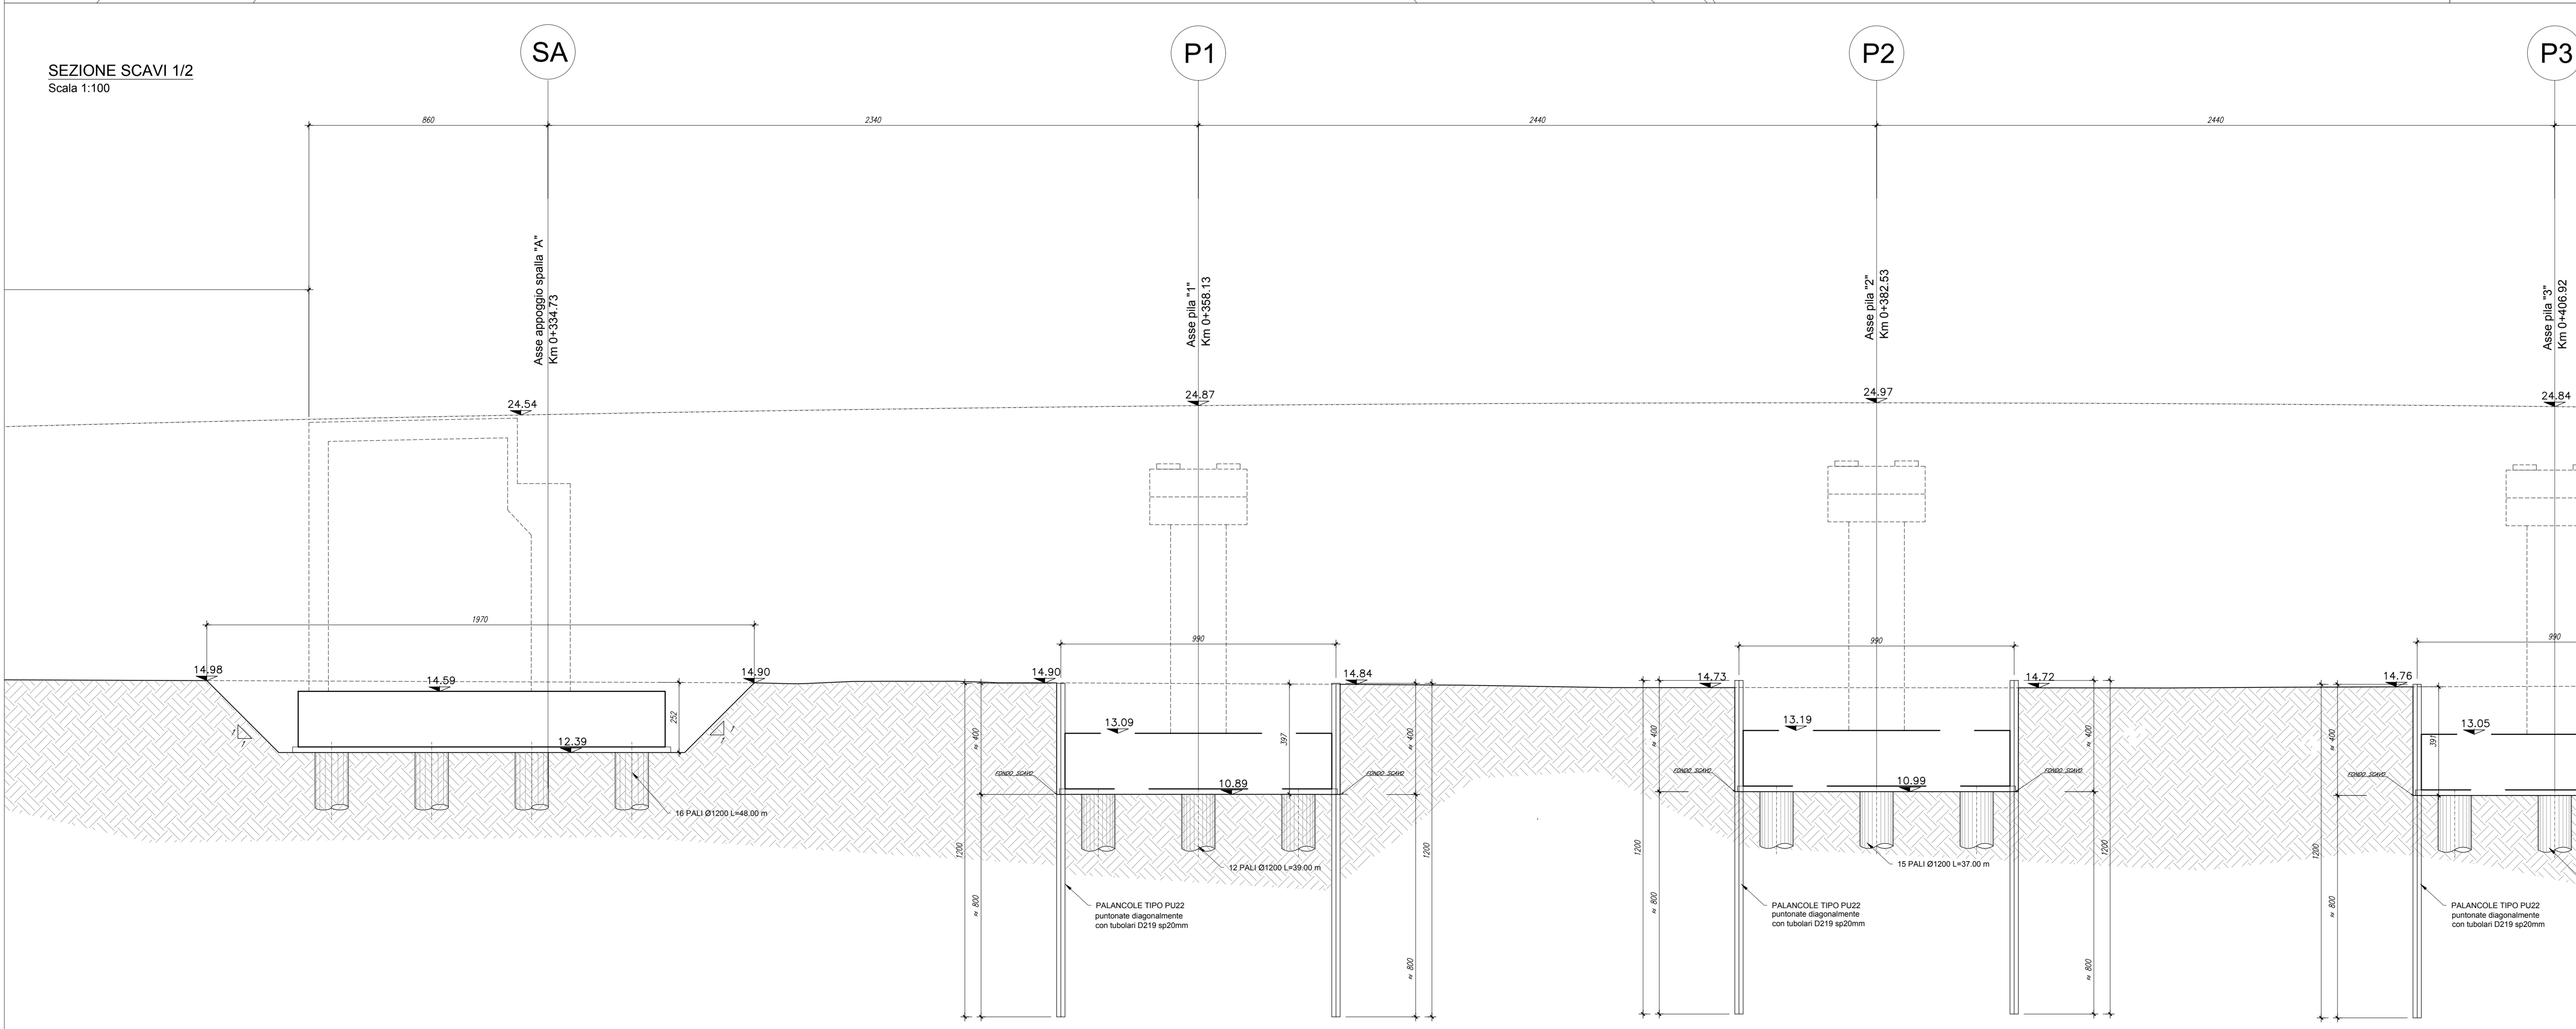 SA
P1
P2
P3
SEZIONE SCAVI 1/2
Scala 1:100
860
2340
2440
2440
Asse appoggio spalla "A"
Km 0+334.73
Asse pila "1"
Km 0+358.13
Asse pila "2"
Km 0+382.53
Asse pila "3"
Km 0+406.92
24.54
24.87
24.97
24.84
1970
990
990
990
14.98
14.59
14.90
14.90
14.84
14.73
14.72
14.76
252
1
1
1
1
12.39
13.09
13.19
13.05
≈ 400
397
≈ 400
≈ 400
≈ 400
≈ 400
391
FONDO SCAVO
FONDO SCAVO
FONDO SCAVO
FONDO SCAVO
FONDO SCAVO
10.89
10.99
16 PALI Ø1200 L=48.00 m
12 PALI Ø1200 L=39.00 m
15 PALI Ø1200 L=37.00 m
1200
1200
1200
1200
1200
≈ 800
≈ 800
≈ 800
≈ 800
≈ 800
PALANCOLE TIPO PU22
puntonate diagonalmente
con tubolari D219 sp20mm
PALANCOLE TIPO PU22
puntonate diagonalmente
con tubolari D219 sp20mm
PALANCOLE TIPO PU22
puntonate diagonalmente
con tubolari D219 sp20mm